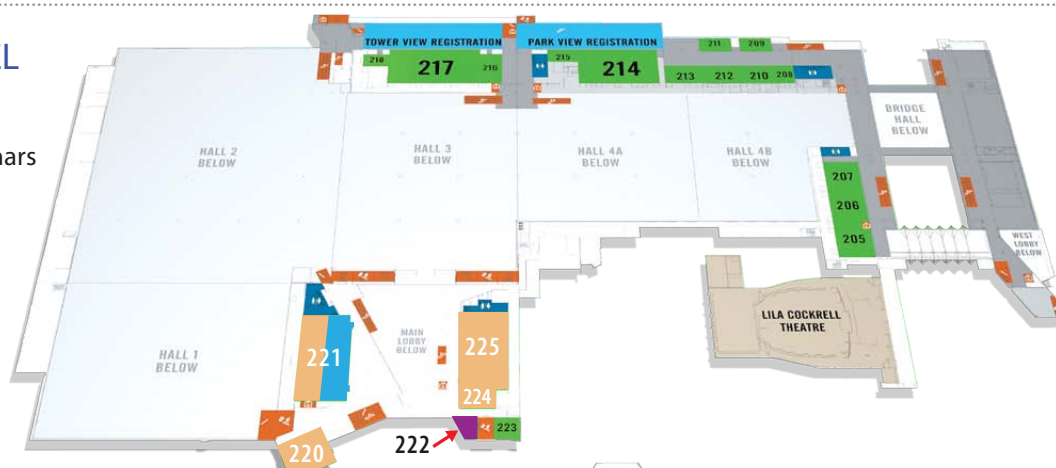 EL
TOWER VIEW REGISTRATION
PARK VIEW REGISTRATION
211
209
218
217
216
215
214
213
212
210
208
nars
HALL 2
BELOW
HALL 3
BELOW
HALL 4A
BELOW
HALL 4B
BELOW
BRIDGE
HALL
BELOW
207
206
205
WEST
LOBBY
BELOW
LILA COCKRELL
THEATRE
HALL 1
BELOW
221
MAIN
LOBBY
BELOW
225
224
223
222
220